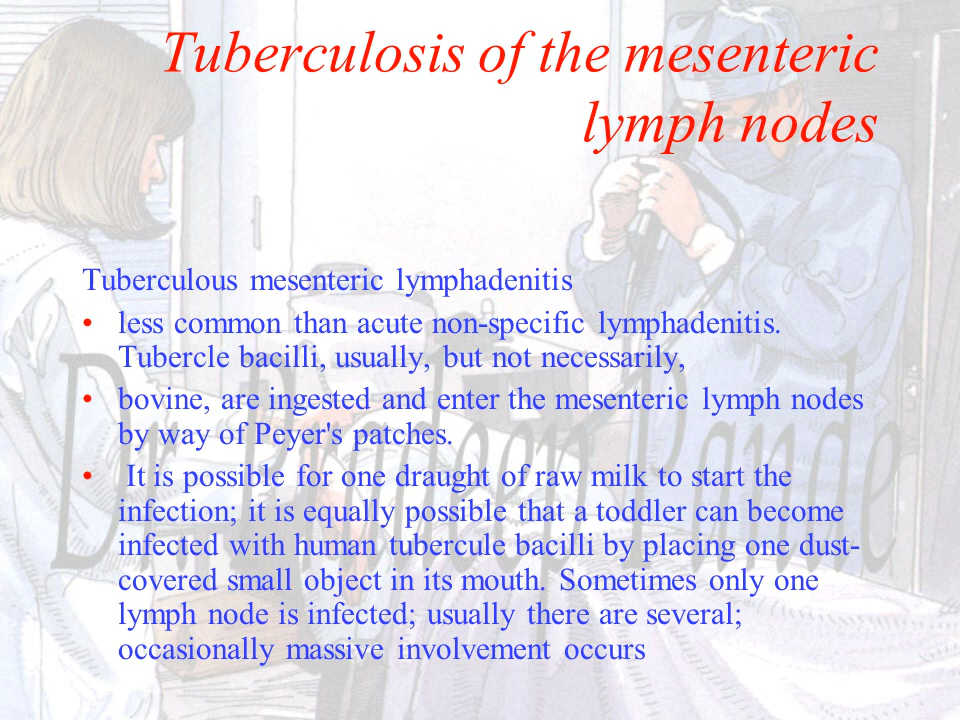 Tuberculosis of the mesenteric
lymph nodes
Tuberculous mesenteric lymphadenitis
• less common than acute non-specific lymphadenitis.
Tubercle bacilli, usually, but not necessarily,
• bovine, are ingested and enter the mesenteric lymph nodes
by way of Peyer's patches.
• It is possible for one draught of raw milk to start the
infection; it is equally possible that a toddler can become
infected with human tubercule bacilli by placing one dust-
covered small object in its mouth. Sometimes only one
lymph node is infected; usually there are several;
occasionally massive involvement occurs